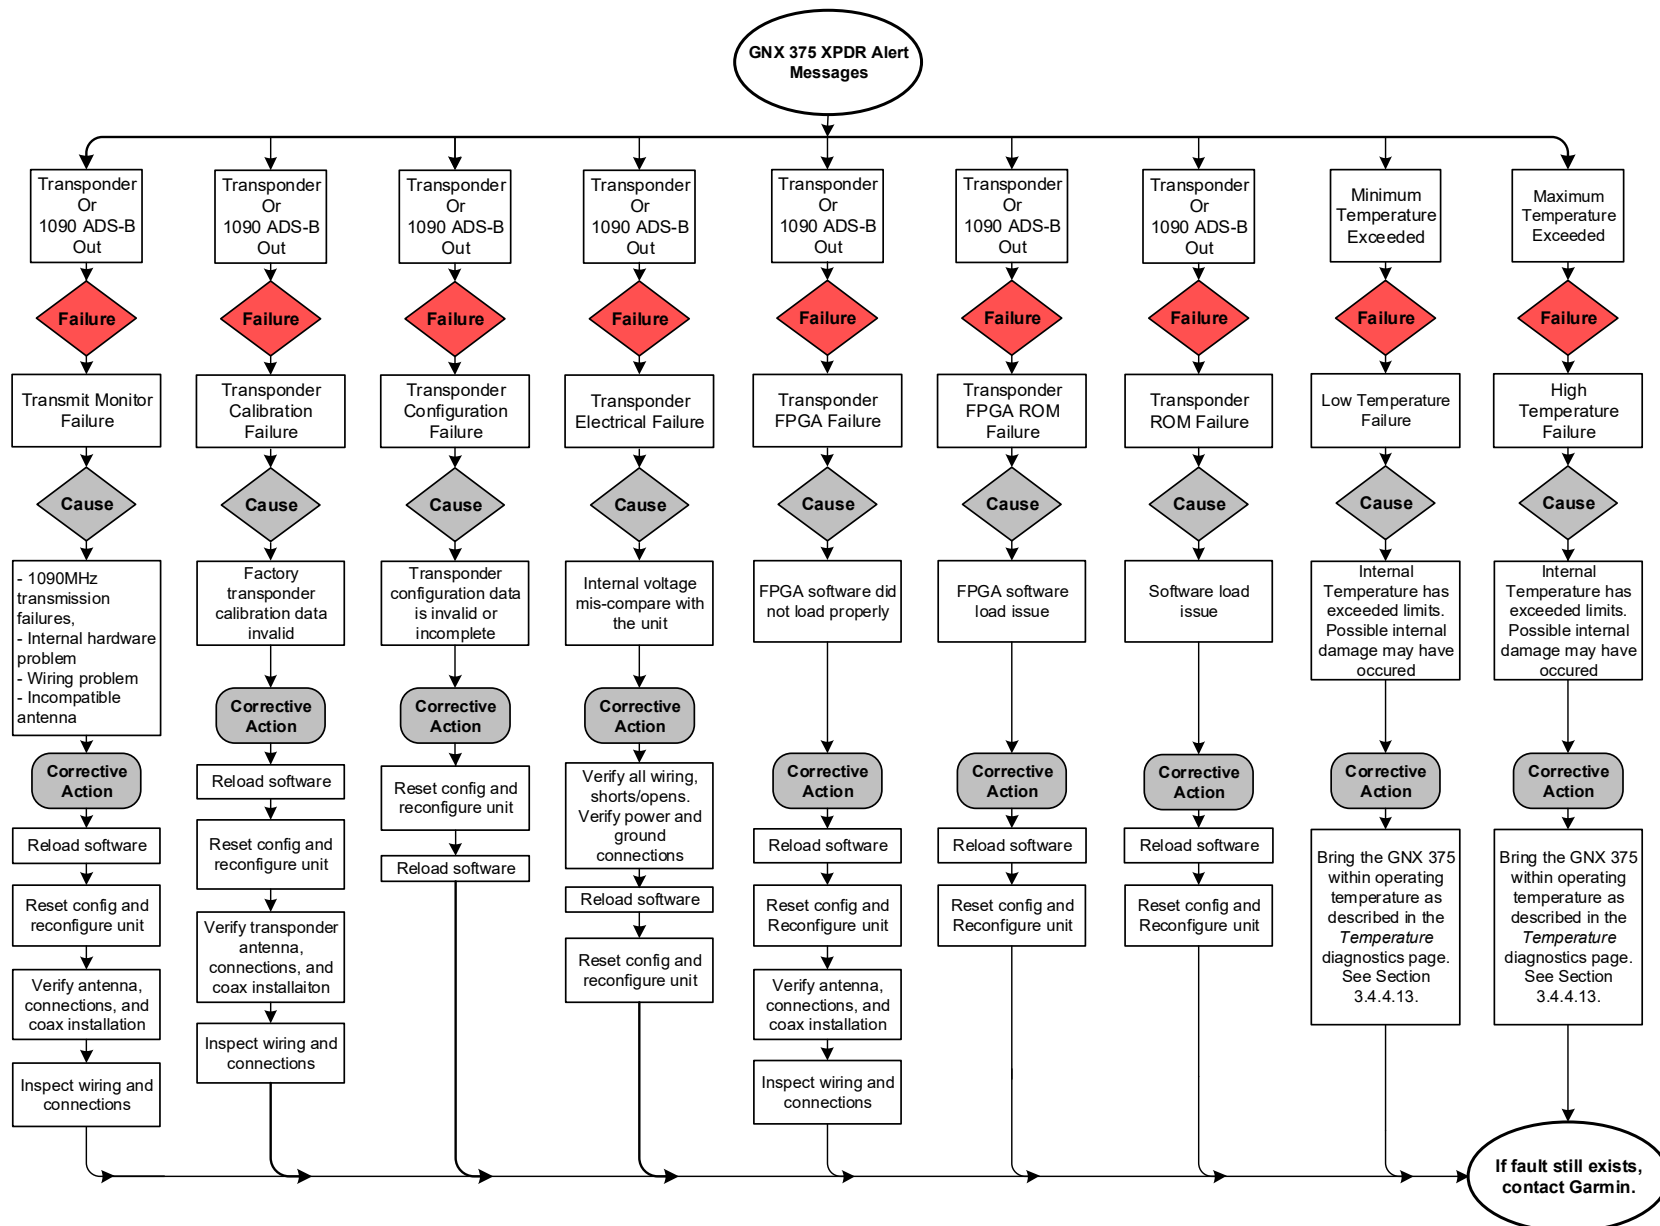 GNX 375 XPDR Alert
Messages
Transponder
Or
1090 ADS-B
Out
Failure
Transmit Monitor
Failure
Cause
- 1090MHz
transmission
failures,
- Internal hardware
problem
- Wiring problem
- Incompatible
antenna
Corrective
Action
Reload software
Reset config and
reconfigure unit
Verify antenna,
connections, and
coax installation
Inspect wiring and
connections
Transponder
Or
1090 ADS-B
Out
Failure
Transponder
Calibration
Failure
Cause
Factory
transponder
calibration data
invalid
Corrective
Action
Reload software
Reset config and
reconfigure unit
Verify transponder
antenna,
connections, and
coax installaiton
Inspect wiring and
connections
Transponder
Or
1090 ADS-B
Out
Failure
Transponder
Configuration
Failure
Cause
Transponder
configuration data
is invalid or
incomplete
Corrective
Action
Reset config and
reconfigure unit
Reload software
Transponder
Or
1090 ADS-B
Out
Failure
Transponder
Electrical Failure
Cause
Internal voltage
mis-compare with
the unit
Corrective
Action
Verify all wiring,
shorts/opens.
Verify power and
ground
connections
Reload software
Reset config and
reconfigure unit
Transponder
Or
1090 ADS-B
Out
Failure
Transponder
FPGA Failure
Cause
FPGA software did
not load properly
Corrective
Action
Reload software
Reset config and
Reconfigure unit
Verify antenna,
connections, and
coax installation
Inspect wiring and
connections
Transponder
Or
1090 ADS-B
Out
Failure
Transponder
FPGA ROM
Failure
Cause
FPGA software
load issue
Corrective
Action
Reload software
Reset config and
Reconfigure unit
Transponder
Or
1090 ADS-B
Out
Failure
Transponder
ROM Failure
Cause
Software load
issue
Corrective
Action
Reload software
Reset config and
Reconfigure unit
Minimum
Temperature
Exceeded
Failure
Low Temperature
Failure
Cause
Internal
Temperature has
exceeded limits.
Possible internal
damage may have
occured
Corrective
Action
Bring the GNX 375
within operating
temperature as
described in the
Temperature
diagnostics page.
See Section
3.4.4.13.
Maximum
Temperature
Exceeded
Failure
High
Temperature
Failure
Cause
Internal
Temperature has
exceeded limits.
Possible internal
damage may have
occured
Corrective
Action
Bring the GNX 375
within operating
temperature as
described in the
Temperature
diagnostics page.
See Section
3.4.4.13.
If fault still exists,
contact Garmin.